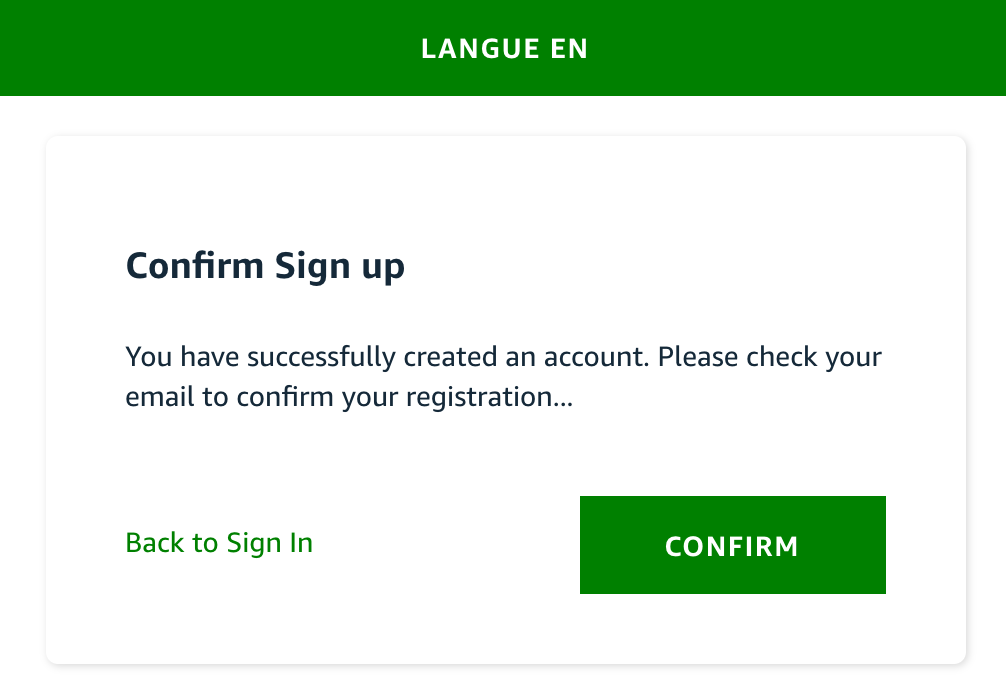 LANGUE EN
Confirm Sign up
You have successfully created an account. Please check your
email to confirm your registration...
Back to Sign In
CONFIRM